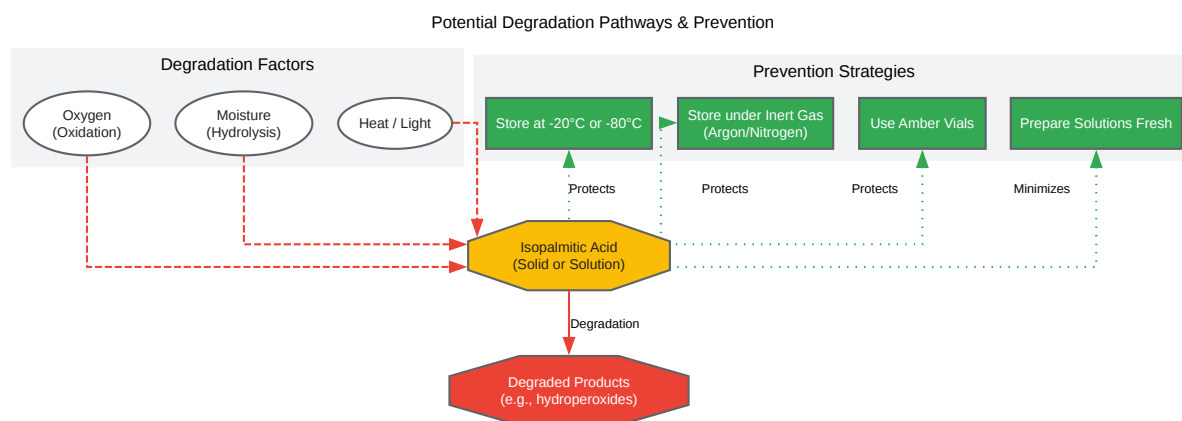 Potential Degradation Pathways & Prevention
Degradation Factors
Oxygen
(Oxidation)
Moisture
(Hydrolysis)
Heat / Light
Prevention Strategies
Store at -20°C or -80°C
Store under Inert Gas
(Argon/Nitrogen)
Use Amber Vials
Prepare Solutions Fresh
Protects
Protects
Protects
Minimizes
Isopalmitic Acid
(Solid or Solution)
Degradation
Degraded Products
(e.g., hydroperoxides)